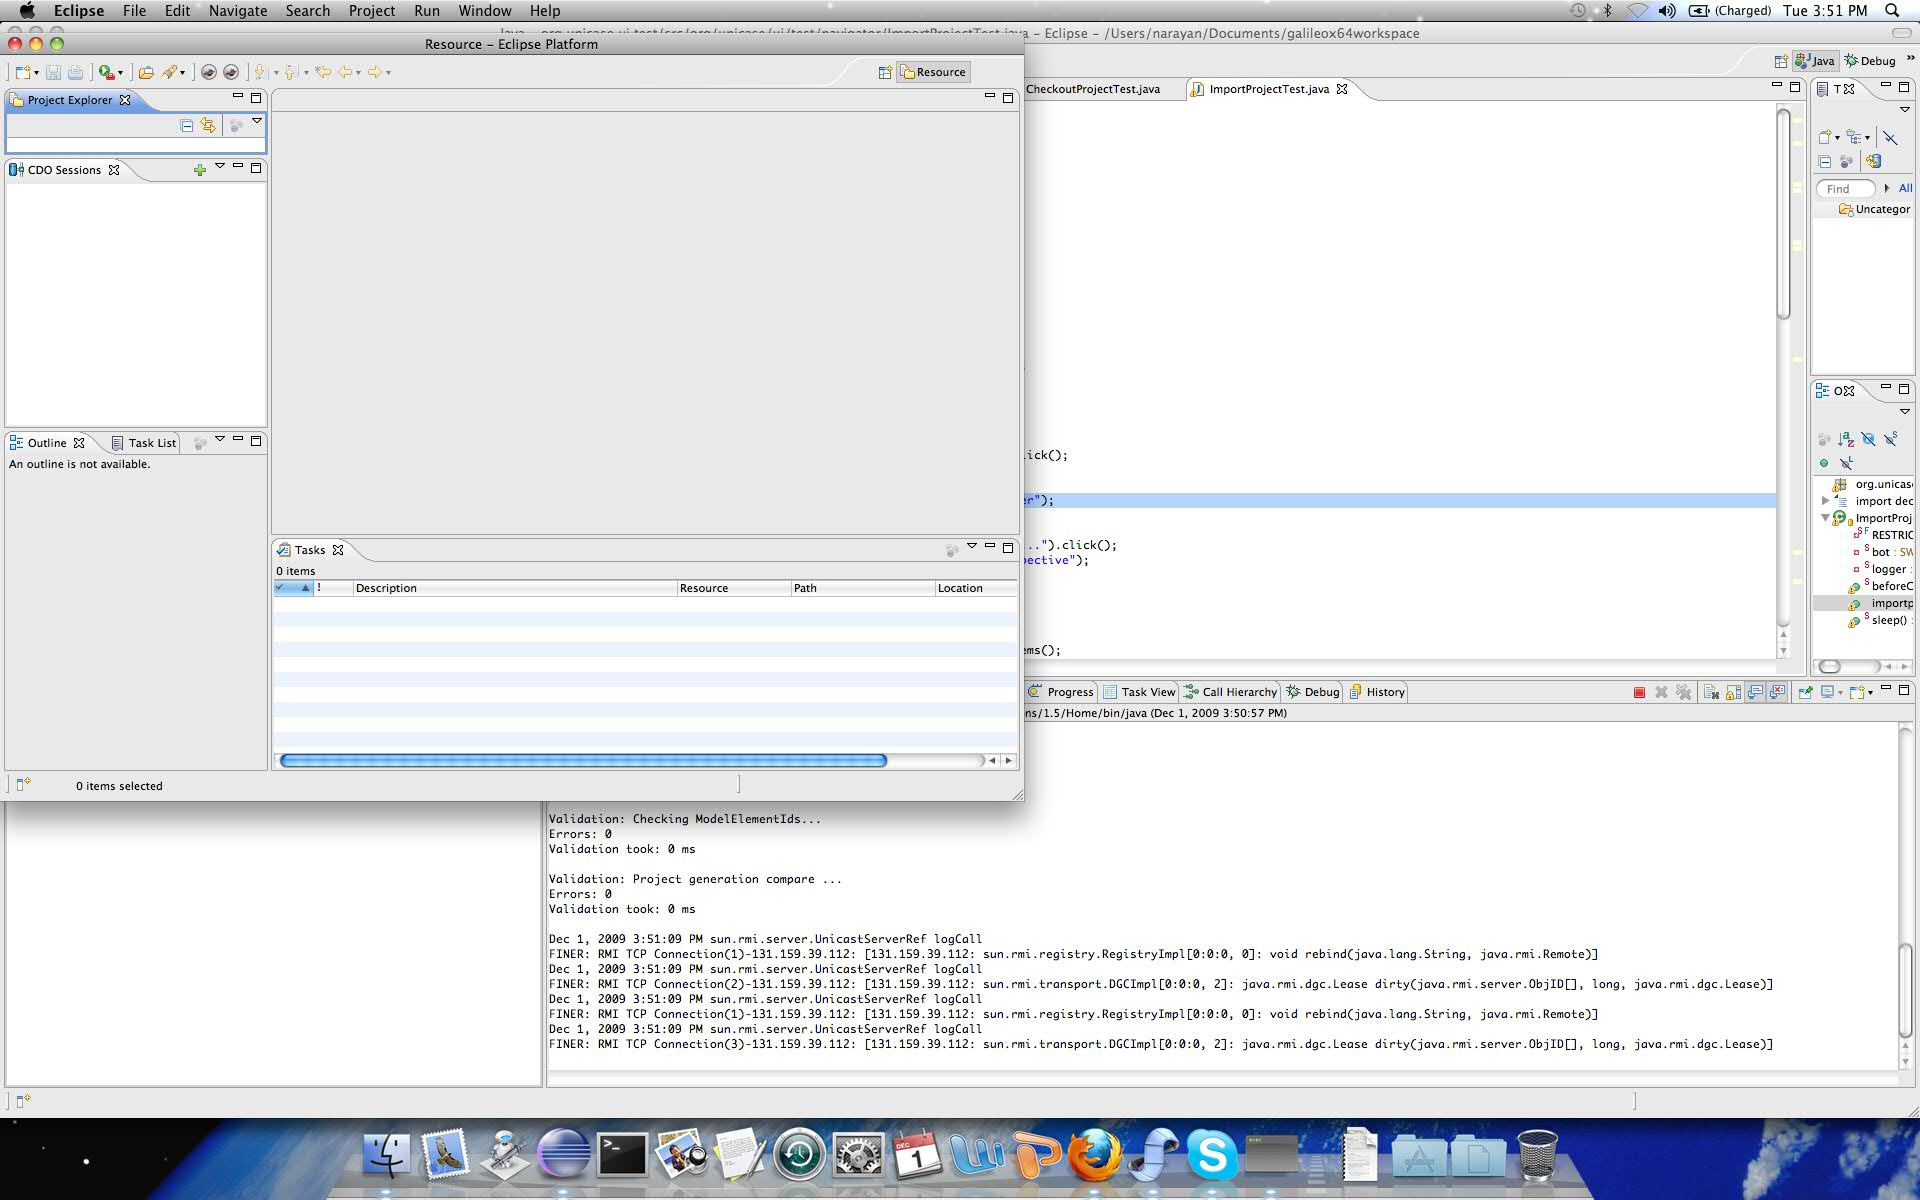 Eclipse File Edit Navigate Search Project Run Window Help (Charged) Tue 3:51 PM
Java – org.unicase.ui.test/src/org/unicase/ui/test/navigator/ImportProjectTest.java – Eclipse – /Users/narayan/Documents/galileox64workspace
Resource – Eclipse Platform
Java Debug »
Resource
CheckoutProjectTest.java ImportProjectTest.java T
Project Explorer
CDO Sessions
Find All
Uncategor
O
Outline Task List
An outline is not available.
ick();
er");
..").click();
pective");
ems();
org.unicas
import dec
ImportProj
F RESTRIC
S bot : SW
S logger :
S beforeC
importp
S sleep() :
Tasks
0 items
! Description Resource Path Location
0 items selected
Progress Task View Call Hierarchy Debug History
ns/1.5/Home/bin/java (Dec 1, 2009 3:50:57 PM)
Validation: Checking ModelElementIds...
Errors: 0
Validation took: 0 ms
Validation: Project generation compare ...
Errors: 0
Validation took: 0 ms
Dec 1, 2009 3:51:09 PM sun.rmi.server.UnicastServerRef logCall
FINER: RMI TCP Connection(1)-131.159.39.112: [131.159.39.112: sun.rmi.registry.RegistryImpl[0:0:0, 0]: void rebind(java.lang.String, java.rmi.Remote)]
Dec 1, 2009 3:51:09 PM sun.rmi.server.UnicastServerRef logCall
FINER: RMI TCP Connection(2)-131.159.39.112: [131.159.39.112: sun.rmi.transport.DGCImpl[0:0:0, 2]: java.rmi.dgc.Lease dirty(java.rmi.server.ObjID[], long, java.rmi.dgc.Lease)]
Dec 1, 2009 3:51:09 PM sun.rmi.server.UnicastServerRef logCall
FINER: RMI TCP Connection(1)-131.159.39.112: [131.159.39.112: sun.rmi.registry.RegistryImpl[0:0:0, 0]: void rebind(java.lang.String, java.rmi.Remote)]
Dec 1, 2009 3:51:09 PM sun.rmi.server.UnicastServerRef logCall
FINER: RMI TCP Connection(3)-131.159.39.112: [131.159.39.112: sun.rmi.transport.DGCImpl[0:0:0, 2]: java.rmi.dgc.Lease dirty(java.rmi.server.ObjID[], long, java.rmi.dgc.Lease)]
DEC
1